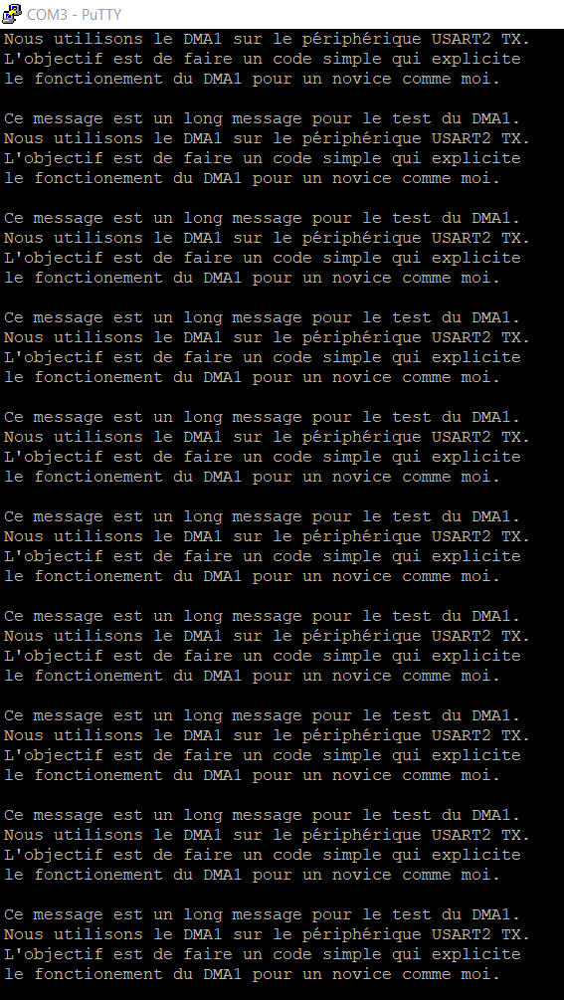 COM3 - PuTTY
Nous utilisons le DMA1 sur le périphérique USART2 TX.
L'objectif est de faire un code simple qui explicite
le fonctionement du DMA1 pour un novice comme moi.
Ce message est un long message pour le test du DMA1.
Nous utilisons le DMA1 sur le périphérique USART2 TX.
L'objectif est de faire un code simple qui explicite
le fonctionement du DMA1 pour un novice comme moi.
Ce message est un long message pour le test du DMA1.
Nous utilisons le DMA1 sur le périphérique USART2 TX.
L'objectif est de faire un code simple qui explicite
le fonctionement du DMA1 pour un novice comme moi.
Ce message est un long message pour le test du DMA1.
Nous utilisons le DMA1 sur le périphérique USART2 TX.
L'objectif est de faire un code simple qui explicite
le fonctionement du DMA1 pour un novice comme moi.
Ce message est un long message pour le test du DMA1.
Nous utilisons le DMA1 sur le périphérique USART2 TX.
L'objectif est de faire un code simple qui explicite
le fonctionement du DMA1 pour un novice comme moi.
Ce message est un long message pour le test du DMA1.
Nous utilisons le DMA1 sur le périphérique USART2 TX.
L'objectif est de faire un code simple qui explicite
le fonctionement du DMA1 pour un novice comme moi.
Ce message est un long message pour le test du DMA1.
Nous utilisons le DMA1 sur le périphérique USART2 TX.
L'objectif est de faire un code simple qui explicite
le fonctionement du DMA1 pour un novice comme moi.
Ce message est un long message pour le test du DMA1.
Nous utilisons le DMA1 sur le périphérique USART2 TX.
L'objectif est de faire un code simple qui explicite
le fonctionement du DMA1 pour un novice comme moi.
Ce message est un long message pour le test du DMA1.
Nous utilisons le DMA1 sur le périphérique USART2 TX.
L'objectif est de faire un code simple qui explicite
le fonctionement du DMA1 pour un novice comme moi.
Ce message est un long message pour le test du DMA1.
Nous utilisons le DMA1 sur le périphérique USART2 TX.
L'objectif est de faire un code simple qui explicite
le fonctionement du DMA1 pour un novice comme moi.